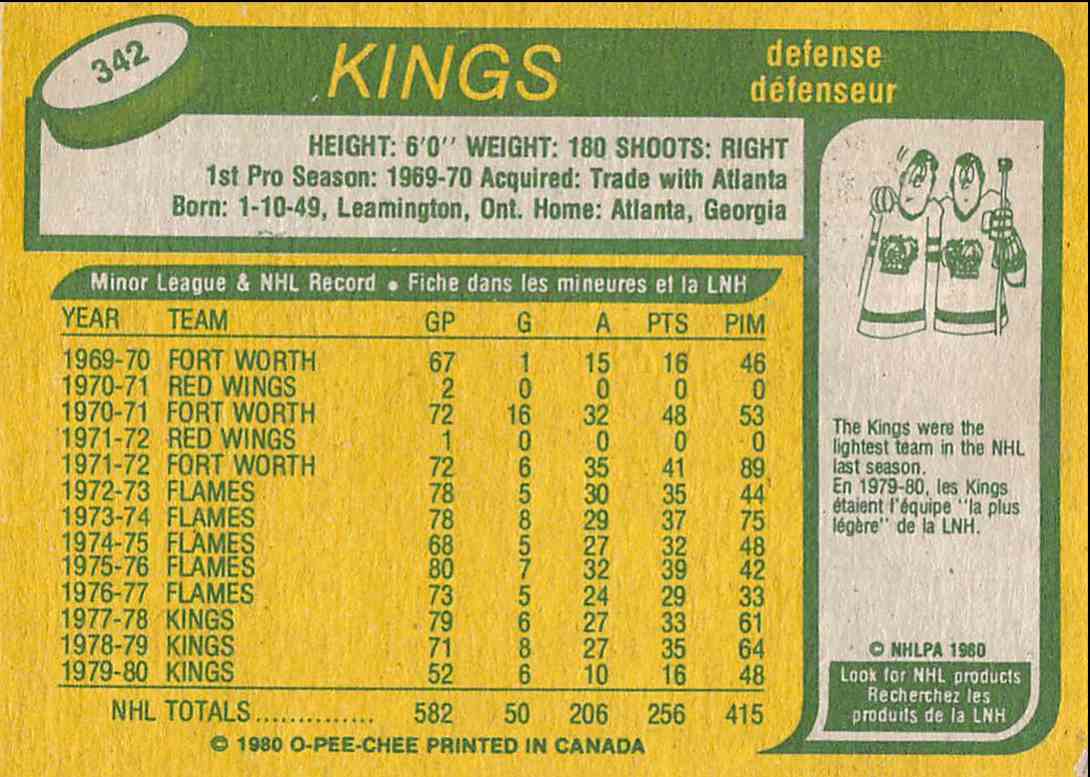 342
KINGS
defense
défenseur
HEIGHT: 6'0" WEIGHT: 180 SHOOTS: RIGHT
1st Pro Season: 1969-70 Acquired: Trade with Atlanta
Born: 1-10-49, Leamington, Ont. Home: Atlanta, Georgia
Minor League & NHL Record • Fiche dans les mineures et la LNH
YEAR TEAM GP G A PTS PIM
1969-70 FORT WORTH 67 1 15 16 46
1970-71 RED WINGS 2 0 0 0 0
1970-71 FORT WORTH 72 16 32 48 53
1971-72 RED WINGS 1 0 0 0 0
1971-72 FORT WORTH 72 6 35 41 89
1972-73 FLAMES 78 5 30 35 44
1973-74 FLAMES 78 8 29 37 75
1974-75 FLAMES 68 5 27 32 48
1975-76 FLAMES 80 7 32 39 42
1976-77 FLAMES 73 5 24 29 33
1977-78 KINGS 79 6 27 33 61
1978-79 KINGS 71 8 27 35 64
1979-80 KINGS 52 6 10 16 48
NHL TOTALS.............. 582 50 206 256 415
© 1980 O-PEE-CHEE PRINTED IN CANADA
The Kings were the
lightest team in the NHL
last season.
En 1979-80, les Kings
étaient l'équipe "la plus
légère" de la LNH.
© NHLPA 1980
Look for NHL products
Recherchez les
produits de la LNH